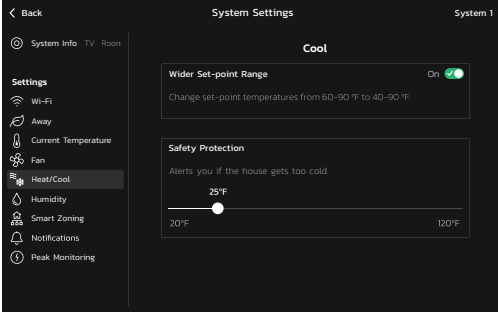 Back
System Settings
System 1
System Info TV Room
Settings
Wi-Fi
Away
Current Temperature
Fan
Heat/Cool
Humidity
Smart Zoning
Notifications
Peak Monitoring
Cool
Wider Set-point Range
On
Change set-point temperatures from 60-90 °F to 40-90 °F.
Safety Protection
Alerts you if the house gets too cold.
25°F
20°F
120°F